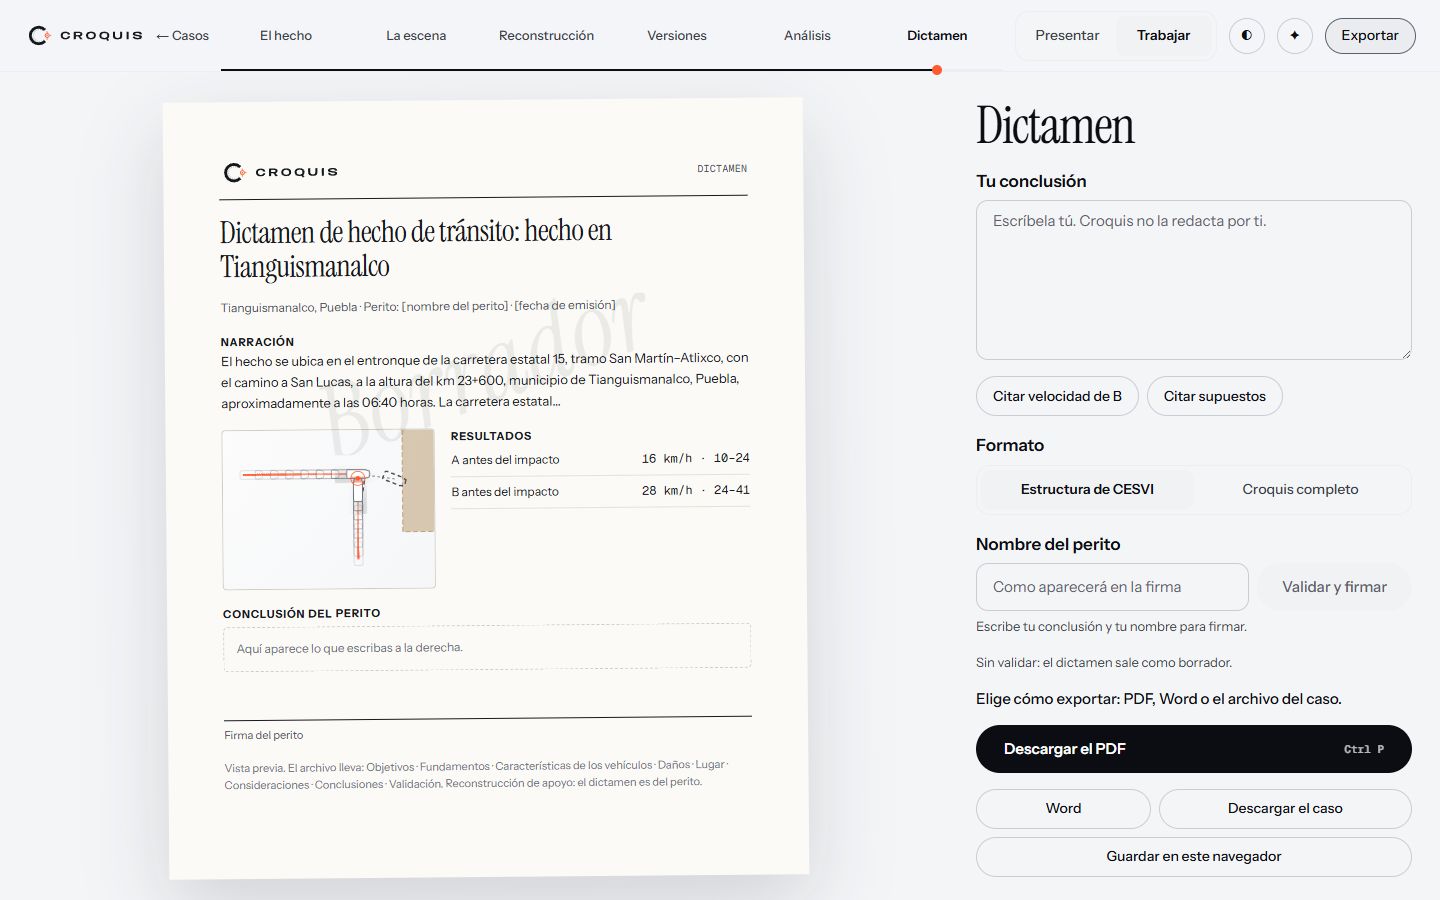 CROQUIS
← Casos
El hecho
La escena
Reconstrucción
Versiones
Análisis
Dictamen
Presentar
Trabajar
Exportar
CROQUIS
DICTAMEN
Dictamen de hecho de tránsito: hecho en
Tianguismanalco
Tianguismanalco, Puebla · Perito: [nombre del perito] · [fecha de emisión]
Borrador
NARRACIÓN
El hecho se ubica en el entronque de la carretera estatal 15, tramo San Martín–Atlixco, con
el camino a San Lucas, a la altura del km 23+600, municipio de Tianguismanalco, Puebla,
aproximadamente a las 06:40 horas. La carretera estatal…
RESULTADOS
A antes del impacto 16 km/h · 10–24
B antes del impacto 28 km/h · 24–41
CONCLUSIÓN DEL PERITO
Aquí aparece lo que escribas a la derecha.
Firma del perito
Vista previa. El archivo lleva: Objetivos · Fundamentos · Características de los vehículos · Daños · Lugar ·
Consideraciones · Conclusiones · Validación. Reconstrucción de apoyo: el dictamen es del perito.
Dictamen
Tu conclusión
Escríbela tú. Croquis no la redacta por ti.
Citar velocidad de B
Citar supuestos
Formato
Estructura de CESVI
Croquis completo
Nombre del perito
Como aparecerá en la firma
Validar y firmar
Escribe tu conclusión y tu nombre para firmar.
Sin validar: el dictamen sale como borrador.
Elige cómo exportar: PDF, Word o el archivo del caso.
Descargar el PDF Ctrl P
Word
Descargar el caso
Guardar en este navegador